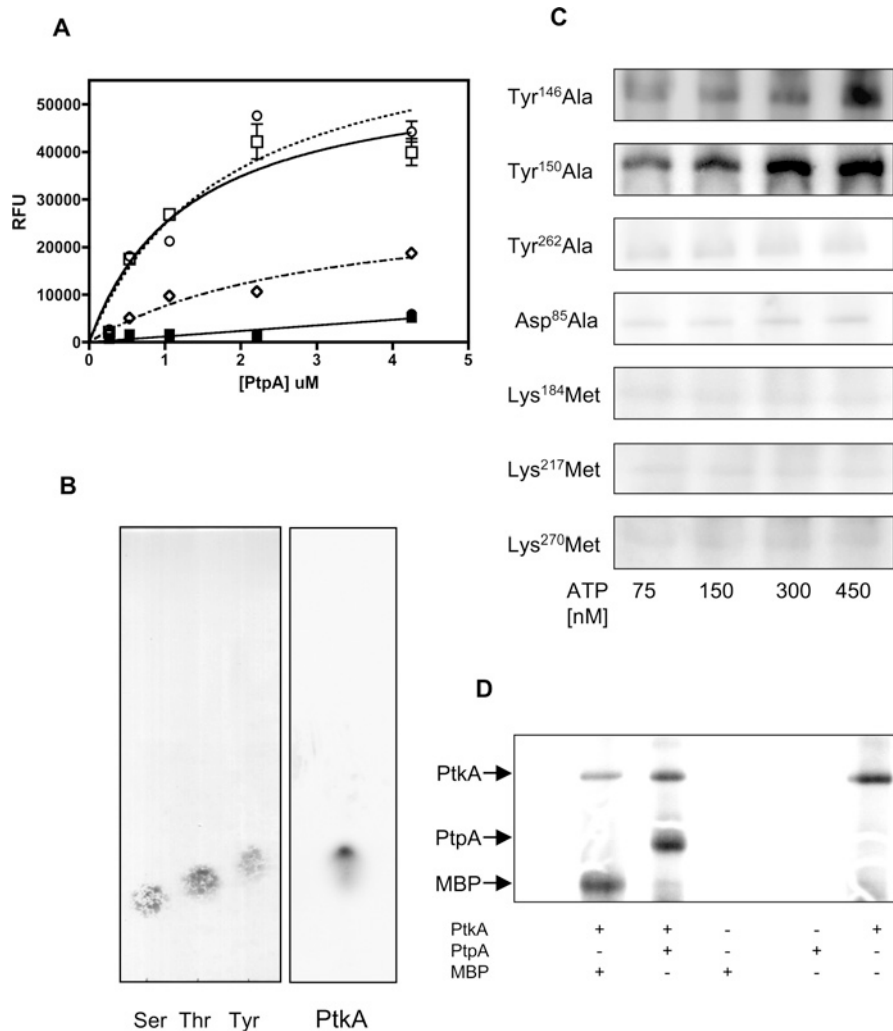 A
50000
40000
30000
20000
10000
0
RFU
0 1 2 3 4 5
[PtpA] uM
B
Ser Thr Tyr
PtkA
C
Tyr¹⁴⁶Ala
Tyr¹⁵⁰Ala
Tyr²⁶²Ala
Asp⁸⁵Ala
Lys¹⁸⁴Met
Lys²¹⁷Met
Lys²⁷⁰Met
ATP 75 150 300 450
[nM]
D
PtkA
PtpA
MBP
PtkA + + - - +
PtpA - + - + -
MBP + - + - -